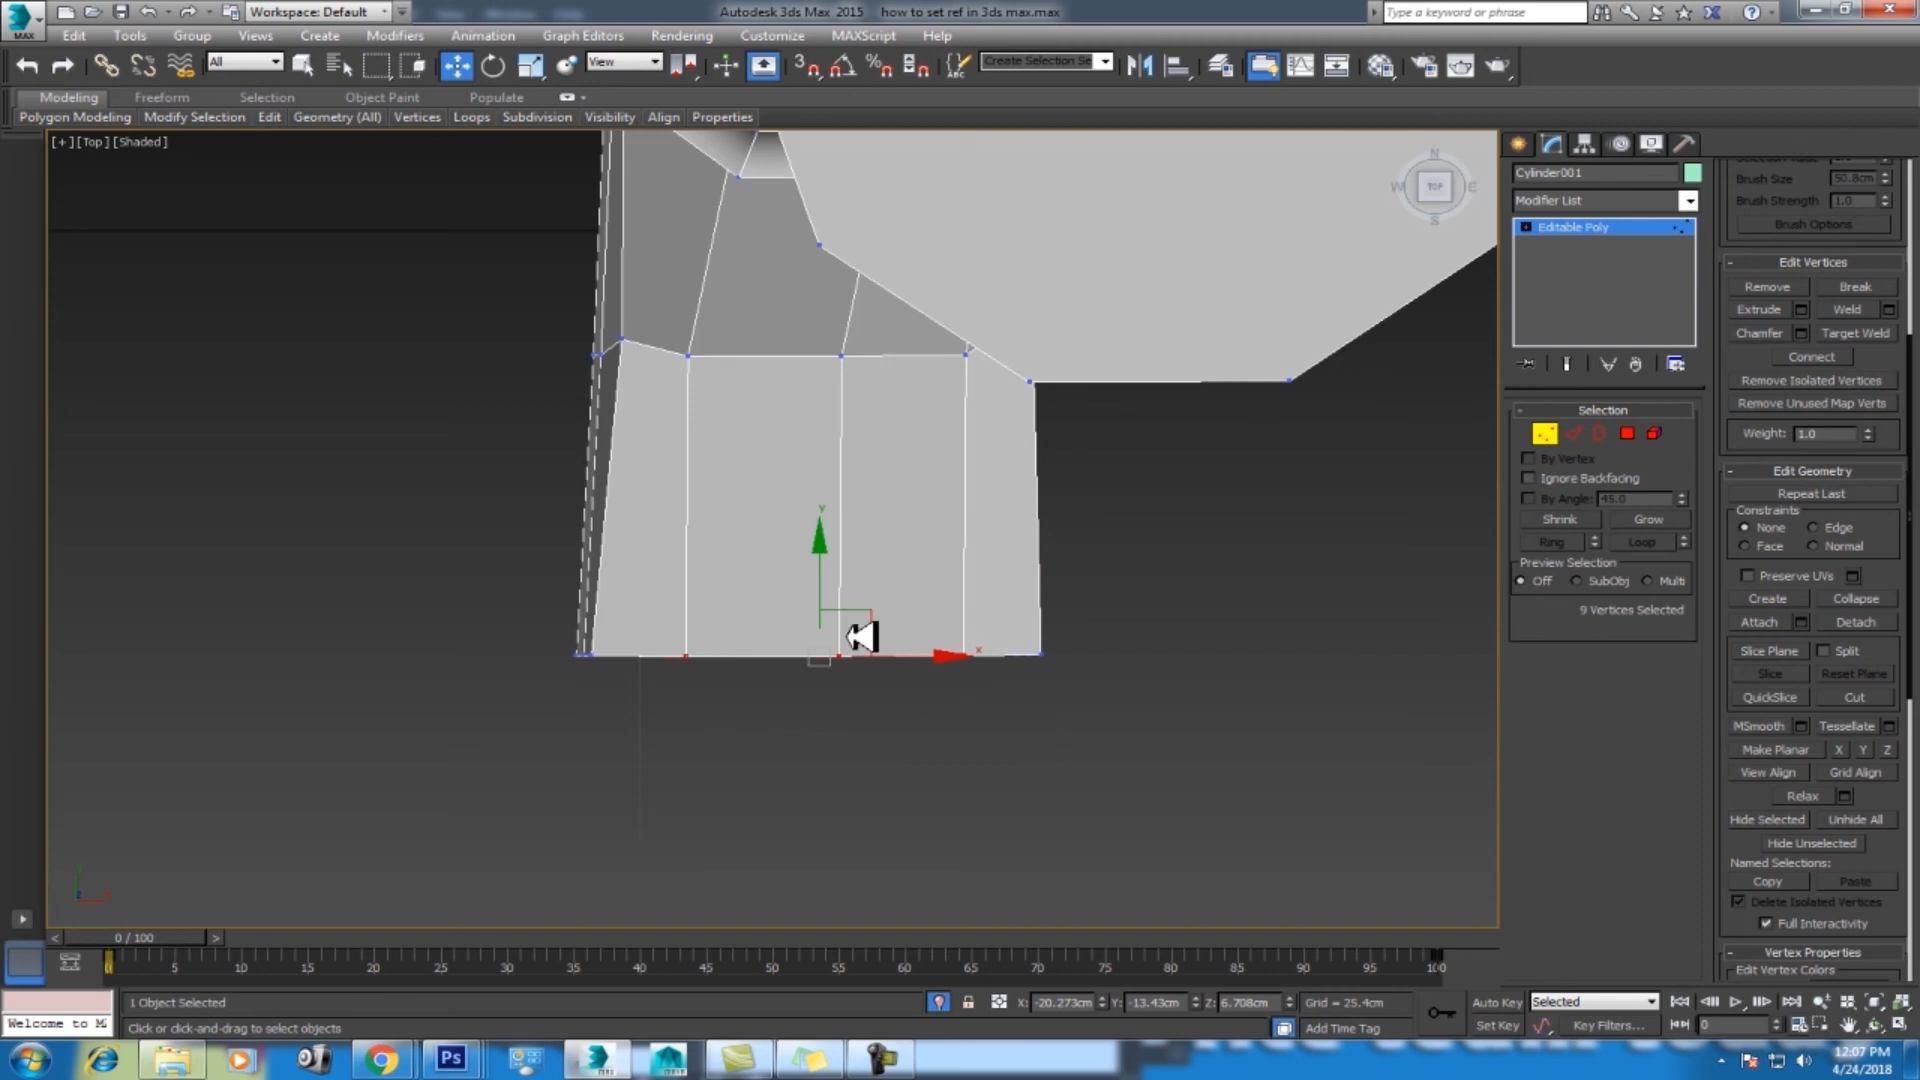 Workspace: Default
Autodesk 3ds Max 2015    how to set ref in 3ds max.max
Type a keyword or phrase
MAX
Edit Tools Group Views Create Modifiers Animation Graph Editors Rendering Customize MAXScript Help
All View Create Selection Se
Modeling Freeform Selection Object Paint Populate
Polygon Modeling Modify Selection Edit Geometry (All) Vertices Loops Subdivision Visibility Align Properties
[+][Top][Shaded]
N
W TOP E
S
Cylinder001
Modifier List
Editable Poly
Selection
By Vertex
Ignore Backfacing
By Angle: 45.0
Shrink Grow
Ring Loop
Preview Selection
Off SubObj Multi
9 Vertices Selected
Brush Size 50.8cm
Brush Strength 1.0
Brush Options
Edit Vertices
Remove Break
Extrude Weld
Chamfer Target Weld
Connect
Remove Isolated Vertices
Remove Unused Map Verts
Weight: 1.0
Edit Geometry
Repeat Last
Constraints
None Edge
Face Normal
Preserve UVs
Create Collapse
Attach Detach
Slice Plane Split
Slice Reset Plane
QuickSlice Cut
MSmooth Tessellate
Make Planar X Y Z
View Align Grid Align
Relax
Hide Selected Unhide All
Hide Unselected
Named Selections:
Copy Paste
Delete Isolated Vertices
Full Interactivity
Vertex Properties
Edit Vertex Colors
Y
x
< 0 / 100 >
5 10 15 20 25 30 35 40 45 50 55 60 65 70 75 80 85 90 95 100
1 Object Selected X: -20.273cm Y: -13.43cm Z: 6.708cm Grid = 25.4cm Auto Key Selected
Welcome to M Click or click-and-drag to select objects Add Time Tag Set Key Key Filters... 0
Ps
12:07 PM
4/24/2018